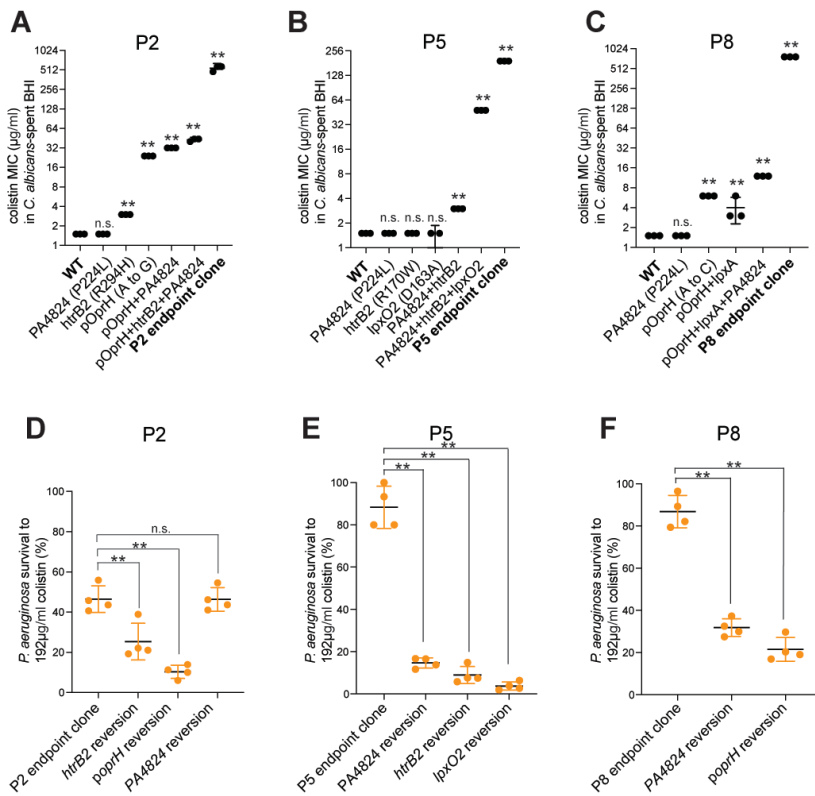 A
P2
colistin MIC (µg/ml)
in C. albicans-spent BHI
1024
512
256
128
64
32
16
8
4
2
1
n.s.
**
**
**
**
**
WT
PA4824 (P224L)
htrB2 (R294H)
pOprH (A to G)
pOprH+PA4824
pOprH+htrB2+PA4824
P2 endpoint clone
B
P5
colistin MIC (µg/ml)
in C. albicans-spent BHI
256
128
64
32
16
8
4
2
1
n.s.
n.s.
n.s.
**
**
**
WT
PA4824 (P224L)
htrB2 (R170W)
lpxO2 (D163A)
PA4824+htrB2
PA4824+htrB2+lpxO2
P5 endpoint clone
C
P8
colistin MIC (µg/ml)
in C. albicans-spent BHI
1024
512
256
128
64
32
16
8
4
2
1
n.s.
**
**
**
**
WT
PA4824 (P224L)
pOprH (A to C)
pOprH+lpxA
pOprH+lpxA+PA4824
P8 endpoint clone
D
P2
P. aeruginosa survival to
192µg/ml colistin (%)
100
80
60
40
20
0
n.s.
**
**
P2 endpoint clone
htrB2 reversion
poprH reversion
PA4824 reversion
E
P5
P. aeruginosa survival to
192µg/ml colistin (%)
100
80
60
40
20
0
**
**
**
P5 endpoint clone
PA4824 reversion
htrB2 reversion
lpxO2 reversion
F
P8
P. aeruginosa survival to
192µg/ml colistin (%)
100
80
60
40
20
0
**
**
P8 endpoint clone
PA4824 reversion
poprH reversion